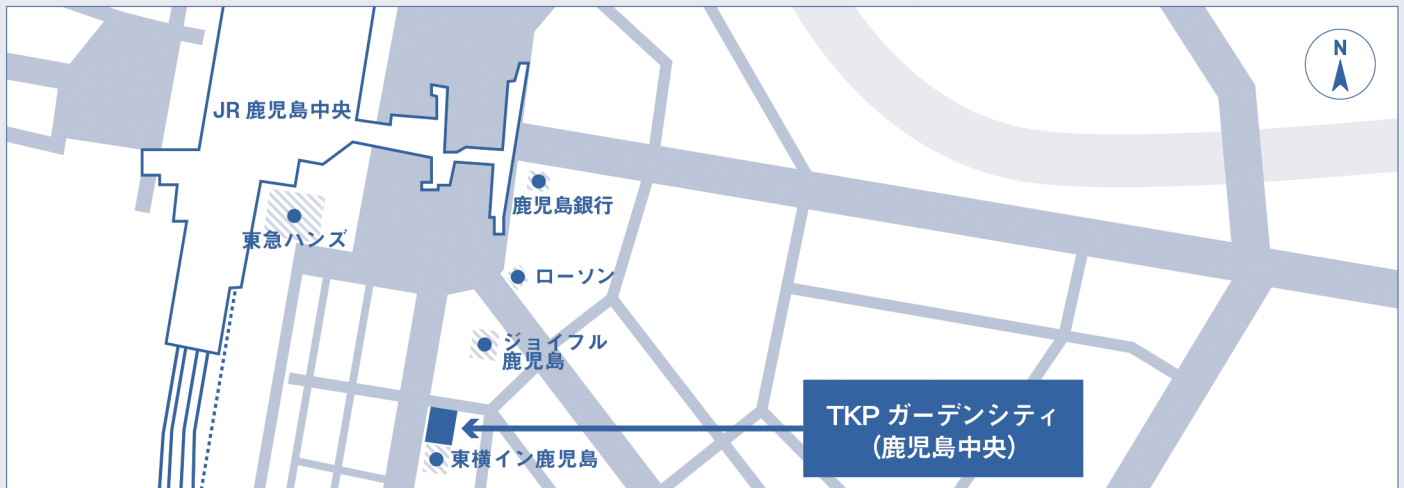 N
JR 鹿児島中央
鹿児島銀行
東急ハンズ
ローソン
ジョイフル
鹿児島
TKP ガーデンシティ
（鹿児島中央）
東横イン鹿児島